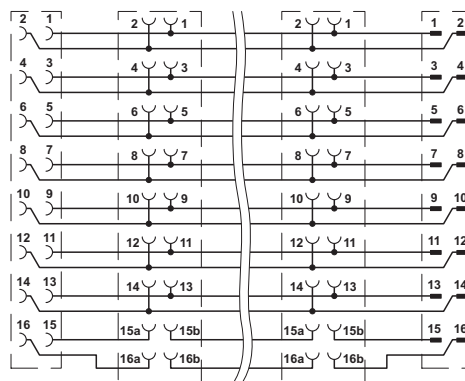 2 1 2 1 2 1 1 2
4 3 4 3 4 3 3 4
6 5 6 5 6 5 5 6
8 7 8 7 8 7 7 8
10 9 10 9 10 9 9 10
12 11 12 11 12 11 11 12
14 13 14 13 14 13 13 14
16 15 15a 15b 15a 15b 15 16
16a 16b 16a 16b